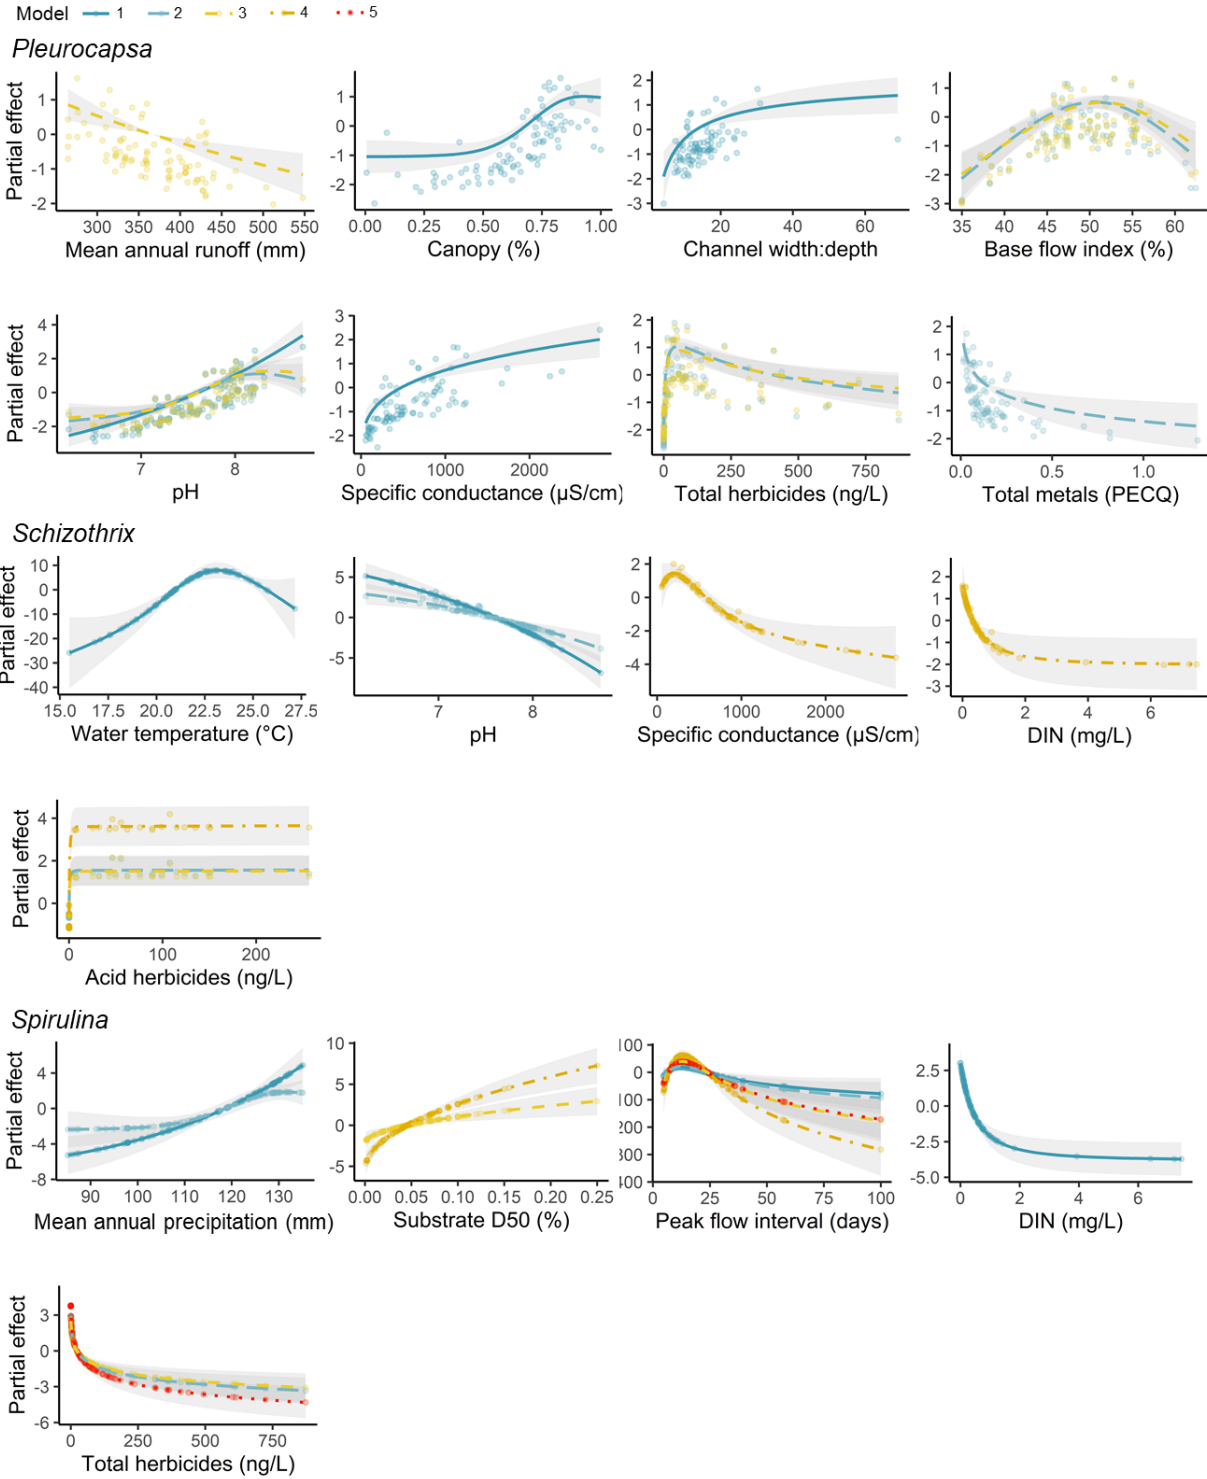 Model 1 2 3 4 5
Pleurocapsa
Partial effect
1
0
-1
-2
300 350 400 450 500 550
Mean annual runoff (mm)
1
0
-1
-2
0.00 0.25 0.50 0.75 1.00
Canopy (%)
2
1
0
-1
-2
-3
20 40 60
Channel width:depth
1
0
-1
-2
-3
35 40 45 50 55 60
Base flow index (%)
Partial effect
4
2
0
-2
7 8
pH
3
2
1
0
-1
-2
0 1000 2000
Specific conductance (µS/cm)
2
1
0
-1
-2
0 250 500 750
Total herbicides (ng/L)
2
1
0
-1
-2
0.0 0.5 1.0
Total metals (PECQ)
Schizothrix
Partial effect
10
0
-10
-20
-30
-40
15.0 17.5 20.0 22.5 25.0 27.5
Water temperature (°C)
5
0
-5
7 8
pH
2
0
-2
-4
0 1000 2000
Specific conductance (µS/cm)
2
1
0
-1
-2
-3
0 2 4 6
DIN (mg/L)
Partial effect
4
2
0
0 100 200
Acid herbicides (ng/L)
Spirulina
Partial effect
4
0
-4
-8
90 100 110 120 130
Mean annual precipitation (mm)
10
5
0
-5
0.00 0.05 0.10 0.15 0.20 0.25
Substrate D50 (%)
100
0
100
200
300
400
0 25 50 75 100
Peak flow interval (days)
2.5
0.0
-2.5
-5.0
0 2 4 6
DIN (mg/L)
Partial effect
3
0
-3
-6
0 250 500 750
Total herbicides (ng/L)